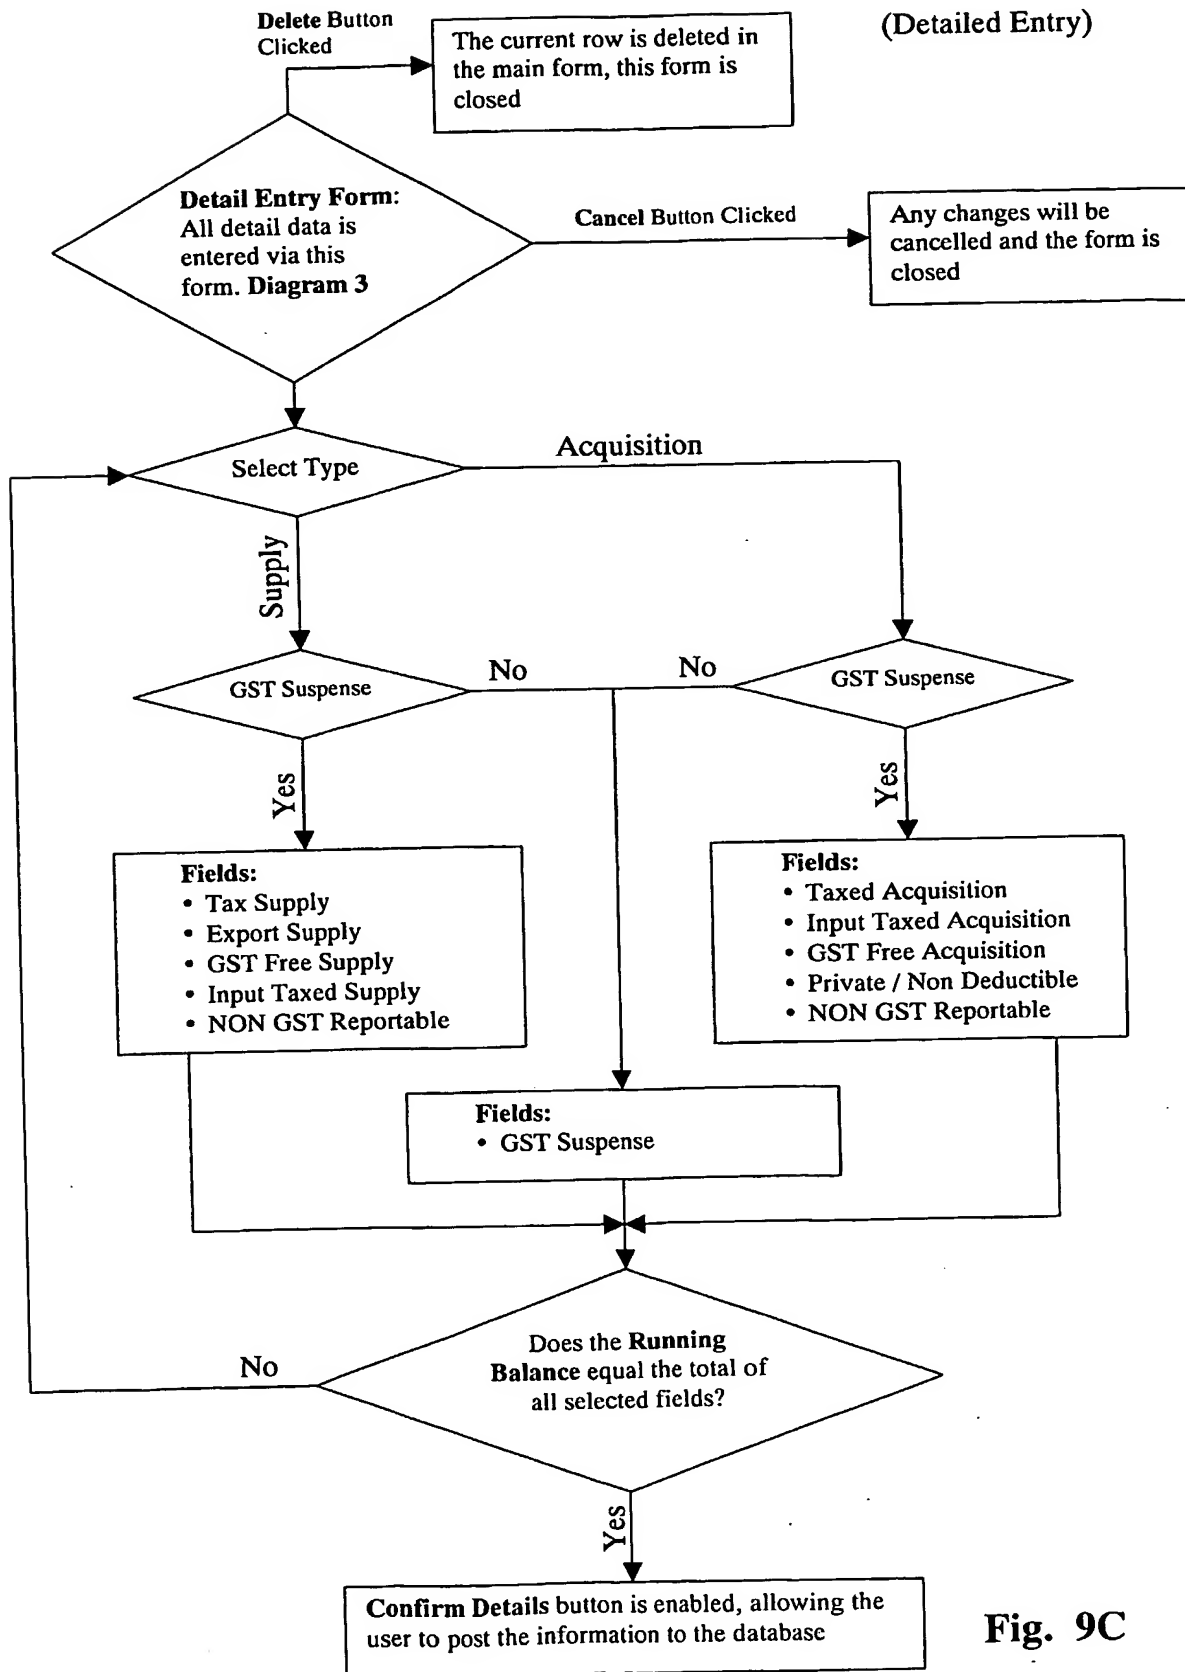 Delete Button
Clicked
The current row is deleted in
the main form, this form is
closed
(Detailed Entry)
Detail Entry Form:
All detail data is
entered via this
form. Diagram 3
Cancel Button Clicked
Any changes will be
cancelled and the form is
closed
Select Type
Acquisition
Supply
GST Suspense
No
No
GST Suspense
Yes
Yes
Fields:
• Tax Supply
• Export Supply
• GST Free Supply
• Input Taxed Supply
• NON GST Reportable
Fields:
• Taxed Acquisition
• Input Taxed Acquisition
• GST Free Acquisition
• Private / Non Deductible
• NON GST Reportable
Fields:
• GST Suspense
Does the Running
Balance equal the total of
all selected fields?
No
Yes
Confirm Details button is enabled, allowing the
user to post the information to the database
Fig. 9C